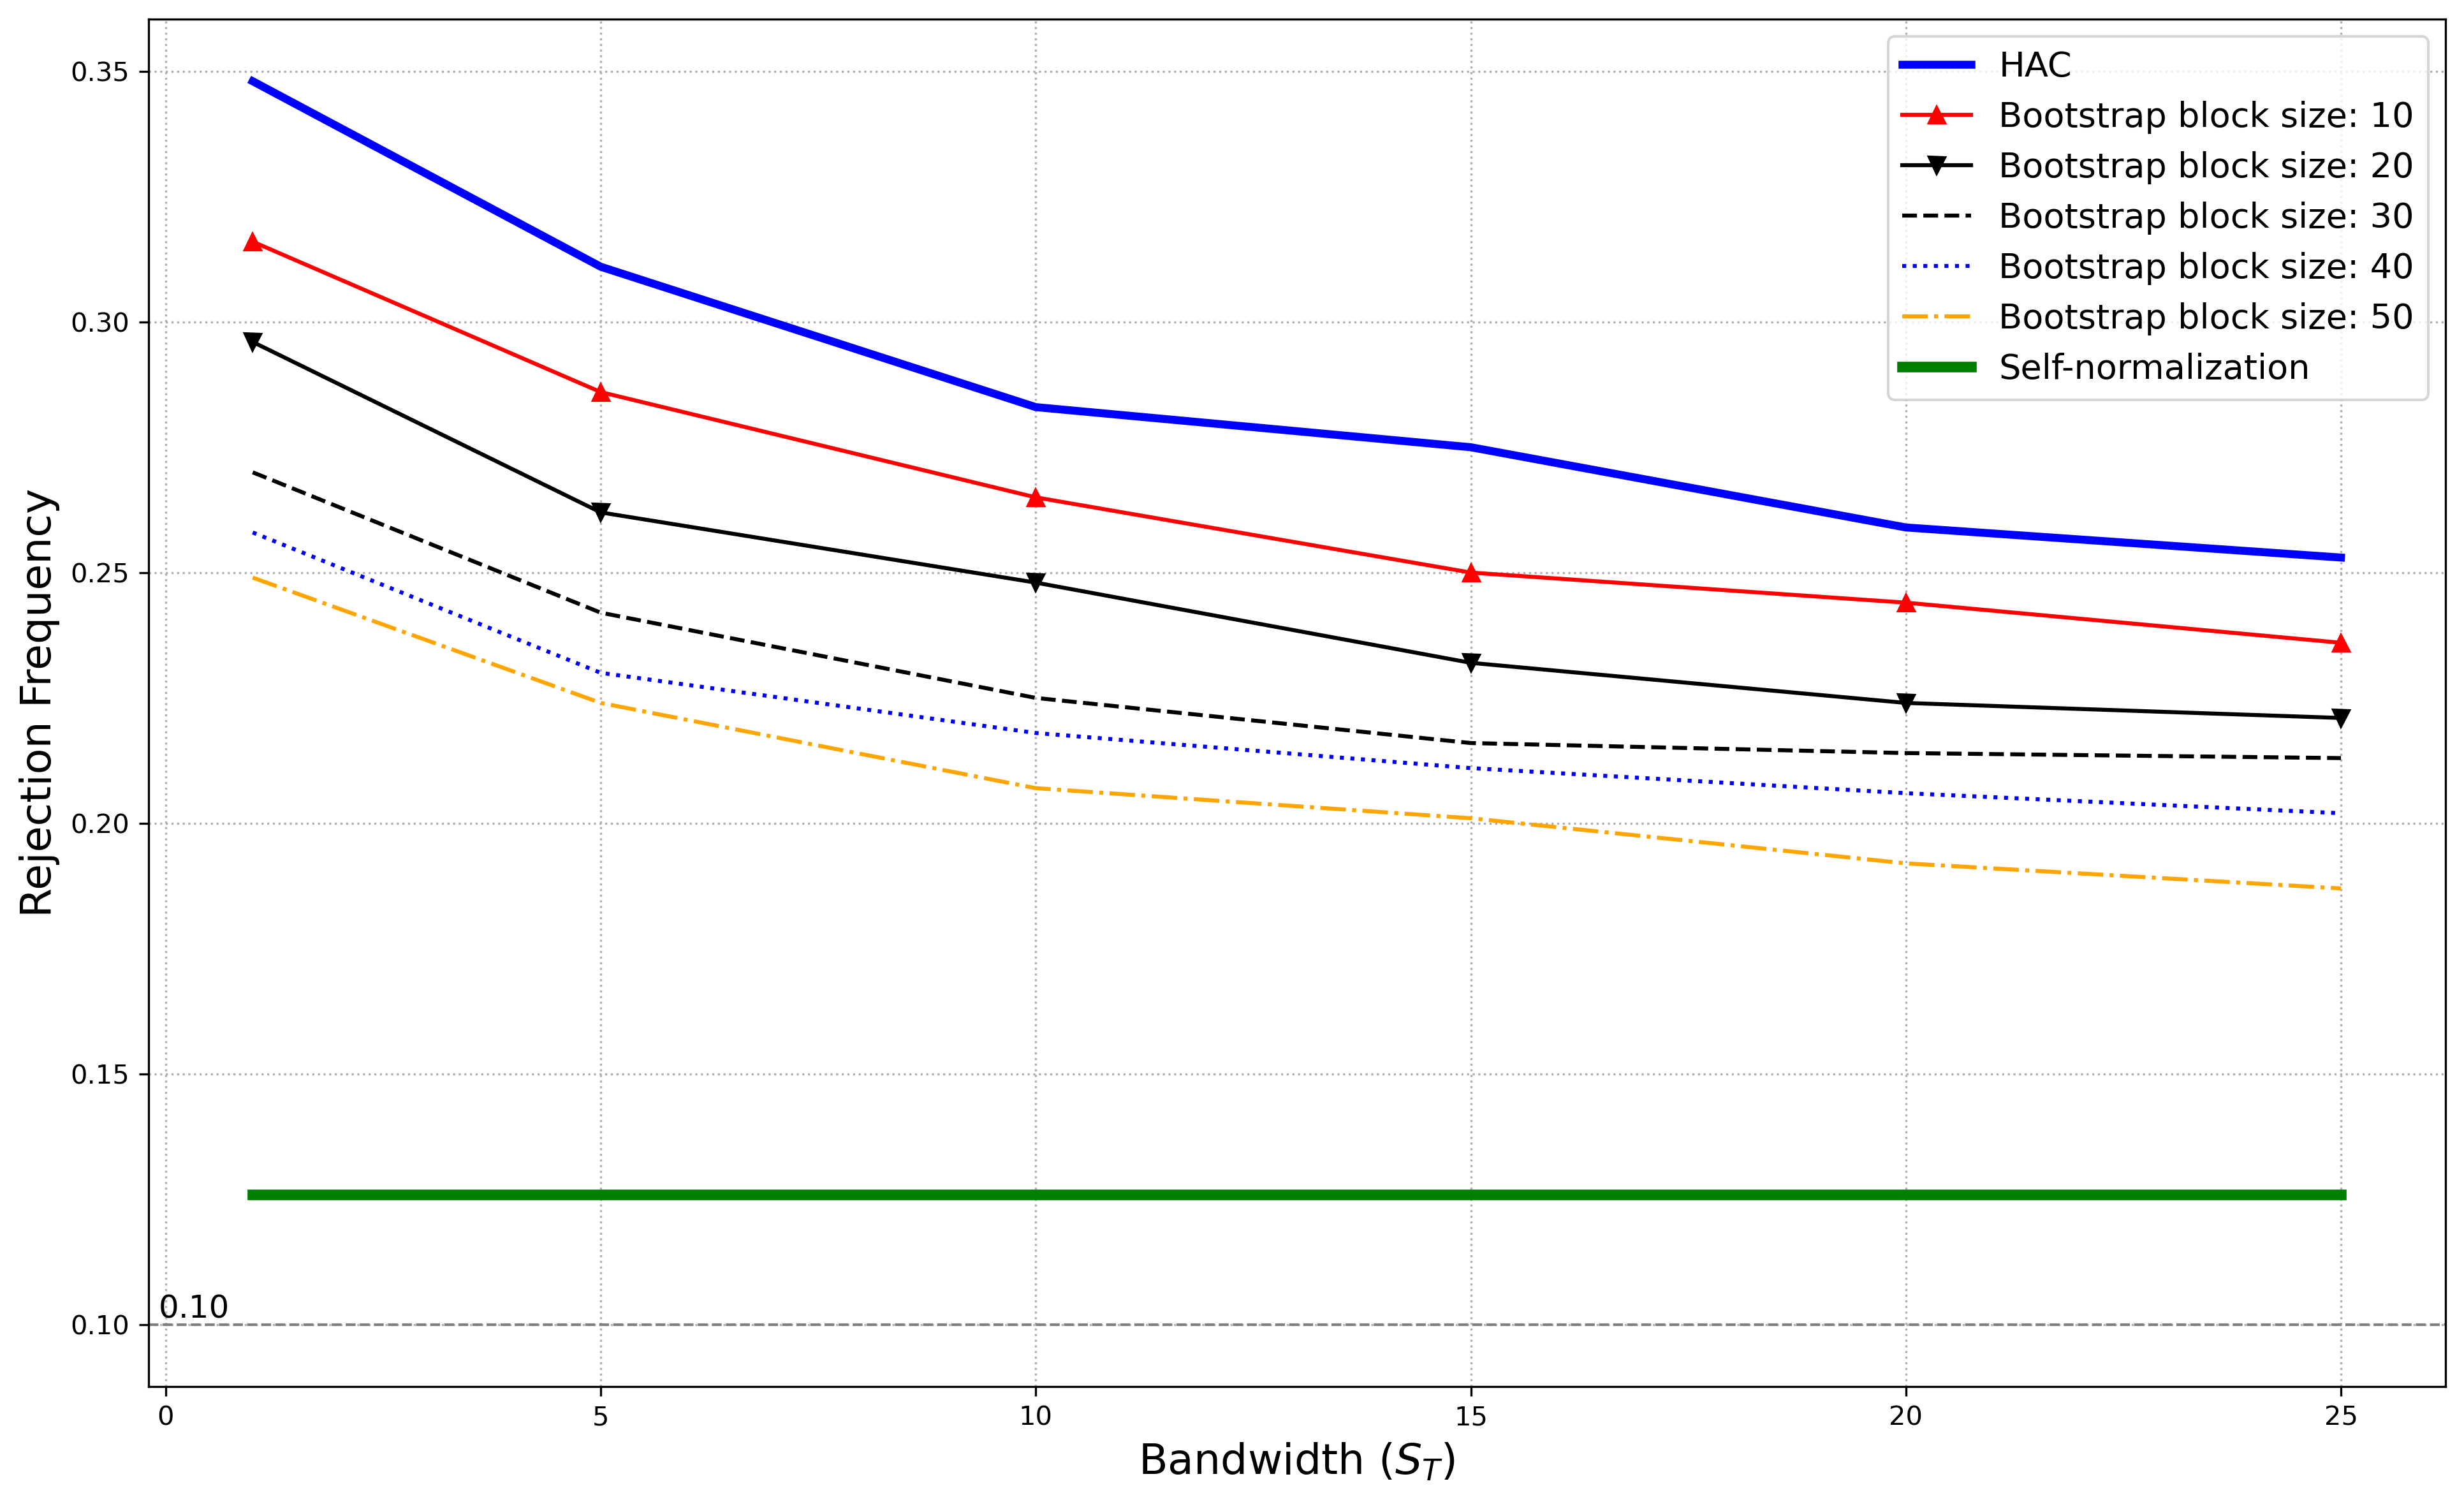 0.35
0.30
0.25
0.20
0.15
0.10
0.10
Rejection Frequency
HAC
Bootstrap block size: 10
Bootstrap block size: 20
Bootstrap block size: 30
Bootstrap block size: 40
Bootstrap block size: 50
Self-normalization
0 5 10 15 20 25
Bandwidth (S_T)